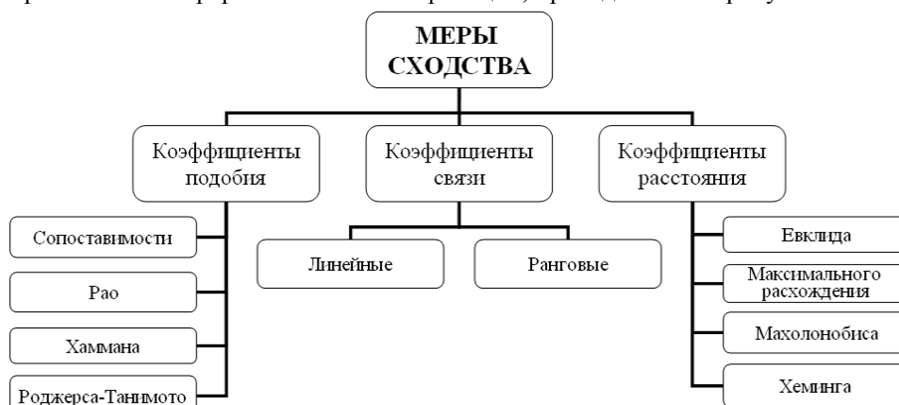 МЕРЫ
СХОДСТВА
Коэффициенты
подобия
Коэффициенты
связи
Коэффициенты
расстояния
Сопоставимости
Рао
Хаммана
Роджерса-Танимото
Линейные
Ранговые
Евклида
Максимального
расхождения
Махолонобиса
Хеминга